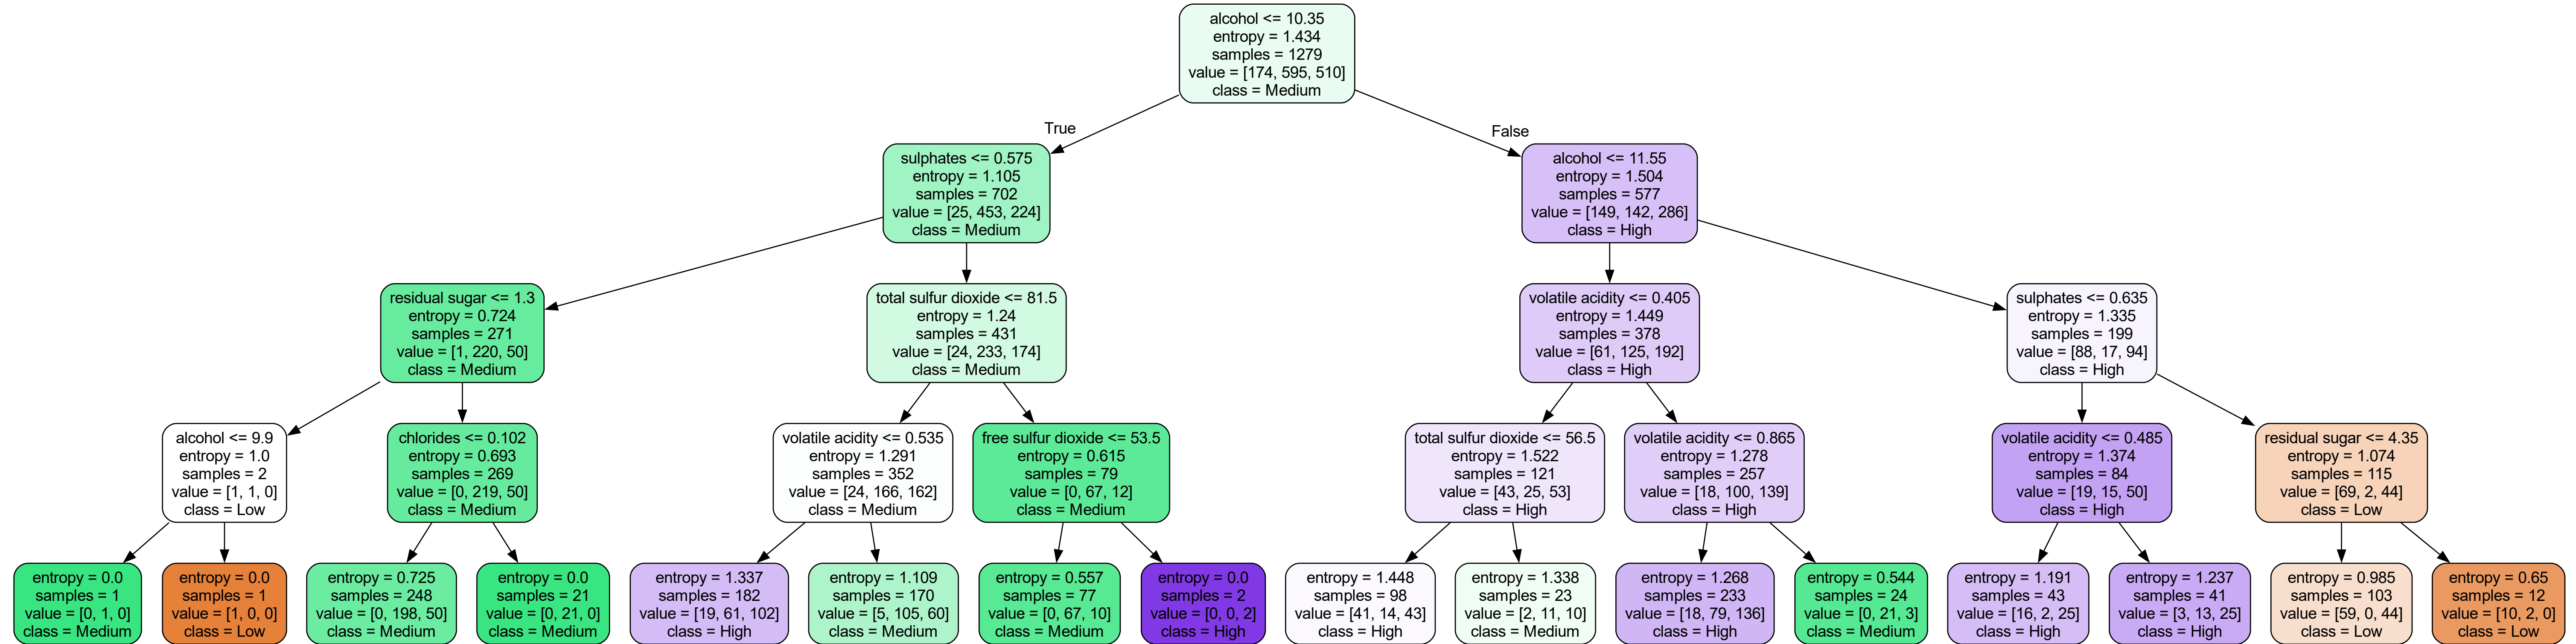 alcohol <= 10.35
entropy = 1.434
samples = 1279
value = [174, 595, 510]
class = Medium
True
False
sulphates <= 0.575
entropy = 1.105
samples = 702
value = [25, 453, 224]
class = Medium
alcohol <= 11.55
entropy = 1.504
samples = 577
value = [149, 142, 286]
class = High
residual sugar <= 1.3
entropy = 0.724
samples = 271
value = [1, 220, 50]
class = Medium
total sulfur dioxide <= 81.5
entropy = 1.24
samples = 431
value = [24, 233, 174]
class = Medium
volatile acidity <= 0.405
entropy = 1.449
samples = 378
value = [61, 125, 192]
class = High
sulphates <= 0.635
entropy = 1.335
samples = 199
value = [88, 17, 94]
class = High
alcohol <= 9.9
entropy = 1.0
samples = 2
value = [1, 1, 0]
class = Low
chlorides <= 0.102
entropy = 0.693
samples = 269
value = [0, 219, 50]
class = Medium
volatile acidity <= 0.535
entropy = 1.291
samples = 352
value = [24, 166, 162]
class = Medium
free sulfur dioxide <= 53.5
entropy = 0.615
samples = 79
value = [0, 67, 12]
class = Medium
total sulfur dioxide <= 56.5
entropy = 1.522
samples = 121
value = [43, 25, 53]
class = High
volatile acidity <= 0.865
entropy = 1.278
samples = 257
value = [18, 100, 139]
class = High
volatile acidity <= 0.485
entropy = 1.374
samples = 84
value = [19, 15, 50]
class = High
residual sugar <= 4.35
entropy = 1.074
samples = 115
value = [69, 2, 44]
class = Low
entropy = 0.0
samples = 1
value = [0, 1, 0]
class = Medium
entropy = 0.0
samples = 1
value = [1, 0, 0]
class = Low
entropy = 0.725
samples = 248
value = [0, 198, 50]
class = Medium
entropy = 0.0
samples = 21
value = [0, 21, 0]
class = Medium
entropy = 1.337
samples = 182
value = [19, 61, 102]
class = High
entropy = 1.109
samples = 170
value = [5, 105, 60]
class = Medium
entropy = 0.557
samples = 77
value = [0, 67, 10]
class = Medium
entropy = 0.0
samples = 2
value = [0, 0, 2]
class = High
entropy = 1.448
samples = 98
value = [41, 14, 43]
class = High
entropy = 1.338
samples = 23
value = [2, 11, 10]
class = Medium
entropy = 1.268
samples = 233
value = [18, 79, 136]
class = High
entropy = 0.544
samples = 24
value = [0, 21, 3]
class = Medium
entropy = 1.191
samples = 43
value = [16, 2, 25]
class = High
entropy = 1.237
samples = 41
value = [3, 13, 25]
class = High
entropy = 0.985
samples = 103
value = [59, 0, 44]
class = Low
entropy = 0.65
samples = 12
value = [10, 2, 0]
class = Low